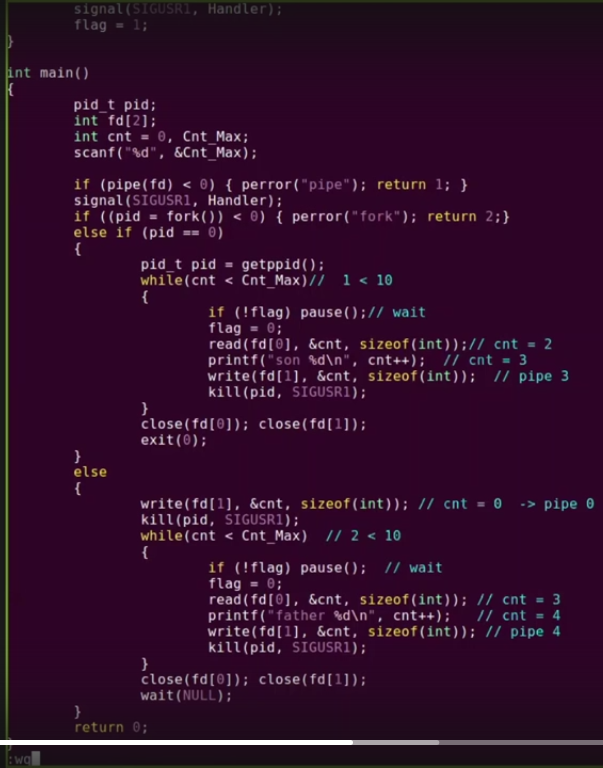 signal(SIGUSR1, Handler);
flag = 1;
}
int main()
{
pid_t pid;
int fd[2];
int cnt = 0, Cnt_Max;
scanf("%d", &Cnt_Max);
if (pipe(fd) < 0) { perror("pipe"); return 1; }
signal(SIGUSR1, Handler);
if ((pid = fork()) < 0) { perror("fork"); return 2;}
else if (pid == 0)
{
pid_t pid = getppid();
while(cnt < Cnt_Max)//  1 < 10
{
if (!flag) pause();// wait
flag = 0;
read(fd[0], &cnt, sizeof(int));// cnt = 2
printf("son %d\n", cnt++);  // cnt = 3
write(fd[1], &cnt, sizeof(int));  // pipe 3
kill(pid, SIGUSR1);
}
close(fd[0]); close(fd[1]);
exit(0);
}
else
{
write(fd[1], &cnt, sizeof(int)); // cnt = 0  -> pipe 0
kill(pid, SIGUSR1);
while(cnt < Cnt_Max)  // 2 < 10
{
if (!flag) pause();  // wait
flag = 0;
read(fd[0], &cnt, sizeof(int)); // cnt = 3
printf("father %d\n", cnt++);   // cnt = 4
write(fd[1], &cnt, sizeof(int)); // pipe 4
kill(pid, SIGUSR1);
}
close(fd[0]); close(fd[1]);
wait(NULL);
}
return 0;
}
:wq